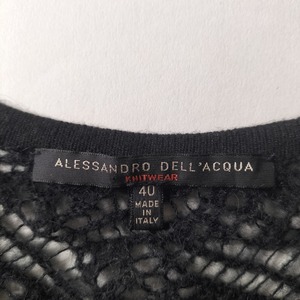 ALESSANDRO DELL'ACQUA
KNITWEAR
40
MADE
IN
ITALY